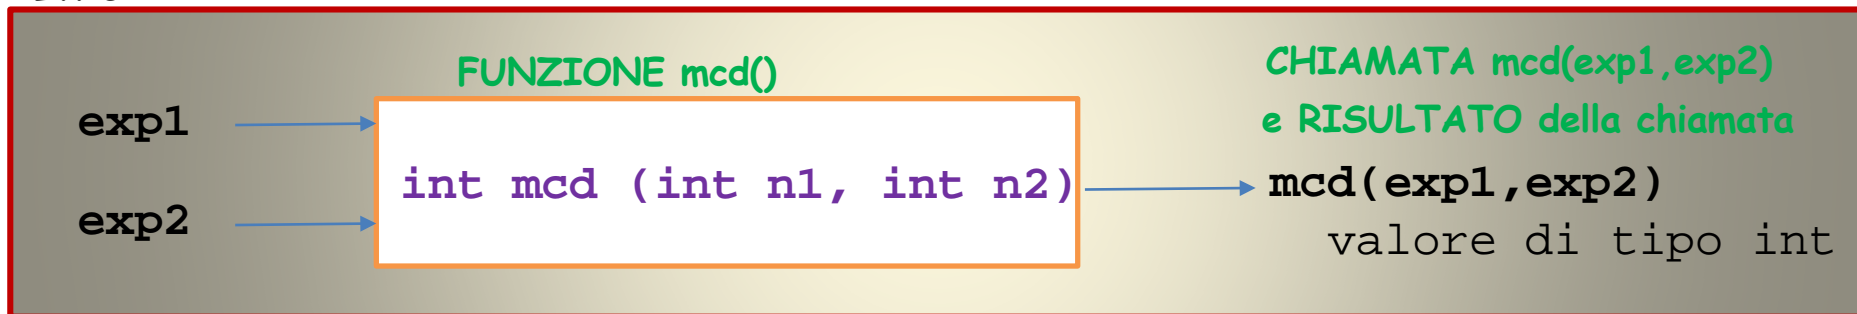 FUNZIONE mcd()
CHIAMATA mcd(exp1,exp2)
e RISULTATO della chiamata
exp1
int mcd (int n1, int n2)
mcd(exp1,exp2)
exp2
valore di tipo int